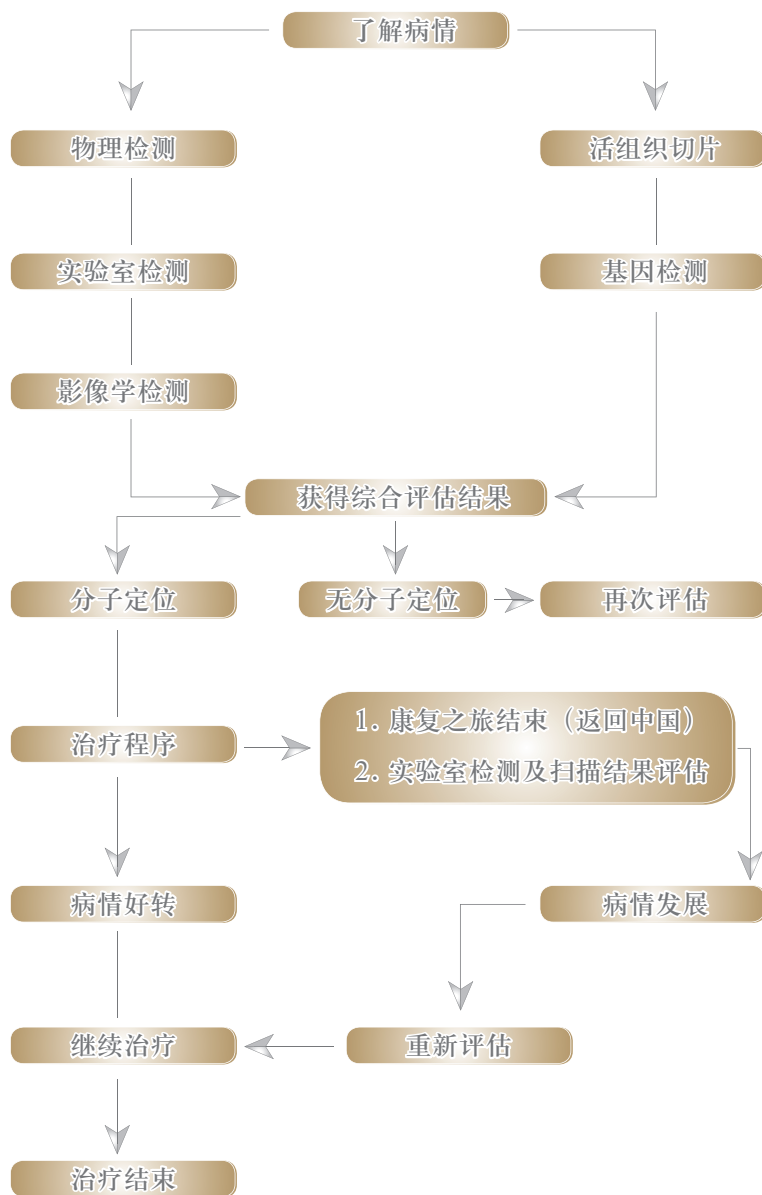 了解病情
物理检测
活组织切片
实验室检测
基因检测
影像学检测
获得综合评估结果
分子定位
无分子定位
再次评估
治疗程序
1. 康复之旅结束（返回中国）
2. 实验室检测及扫描结果评估
病情好转
病情发展
继续治疗
重新评估
治疗结束